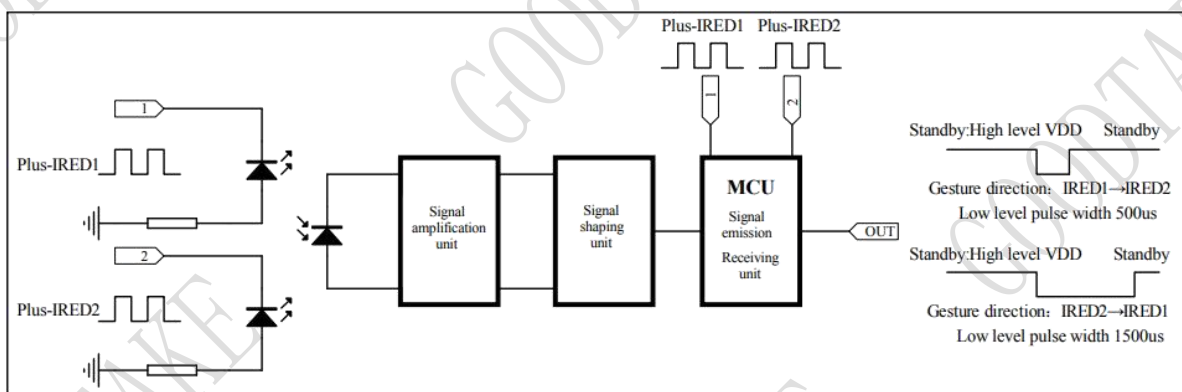 Plus-IRED1 Plus-IRED2
1 2
1
Plus-IRED1
2
Plus-IRED2
Signal
amplification
unit
Signal
shaping
unit
MCU
Signal
emission
Receiving
unit
OUT
Standby:High level VDD Standby
Gesture direction: IRED1→IRED2
Low level pulse width 500us
Standby:High level VDD Standby
Gesture direction: IRED2→IRED1
Low level pulse width 1500us
GOODTAKE